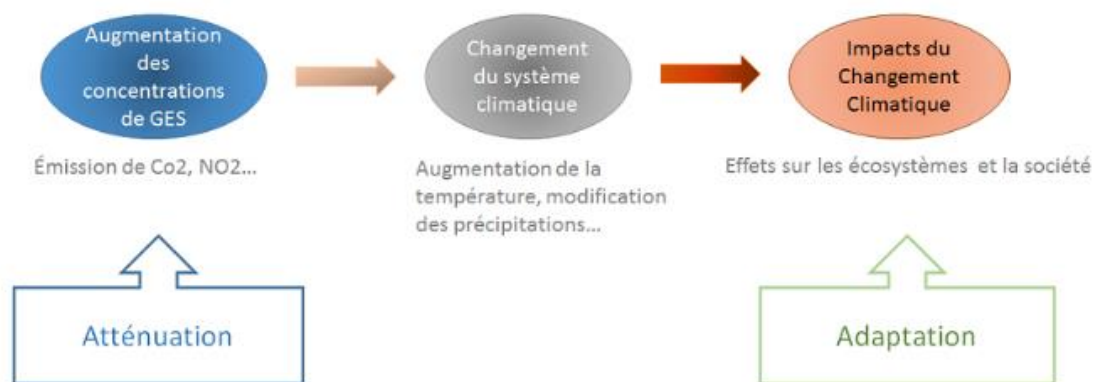 Augmentation
des
concentrations
de GES
Changement
du système
climatique
Impacts du
Changement
Climatique
Émission de Co2, NO2...
Augmentation de la
température, modification
des précipitations...
Effets sur les écosystèmes et la société
Atténuation
Adaptation